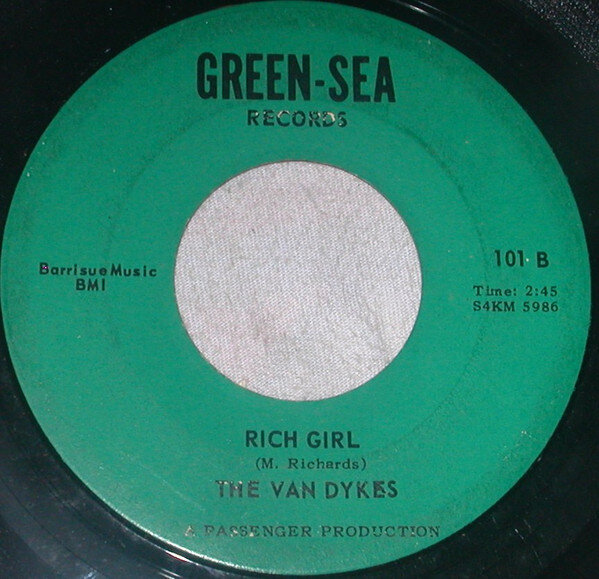 GREEN-SEA
RECORDS
BarrisueMusic
BMI
101 B
Time: 2:45
S4KM 5986
RICH GIRL
(M. Richards)
THE VAN DYKES
A PASSENGER PRODUCTION